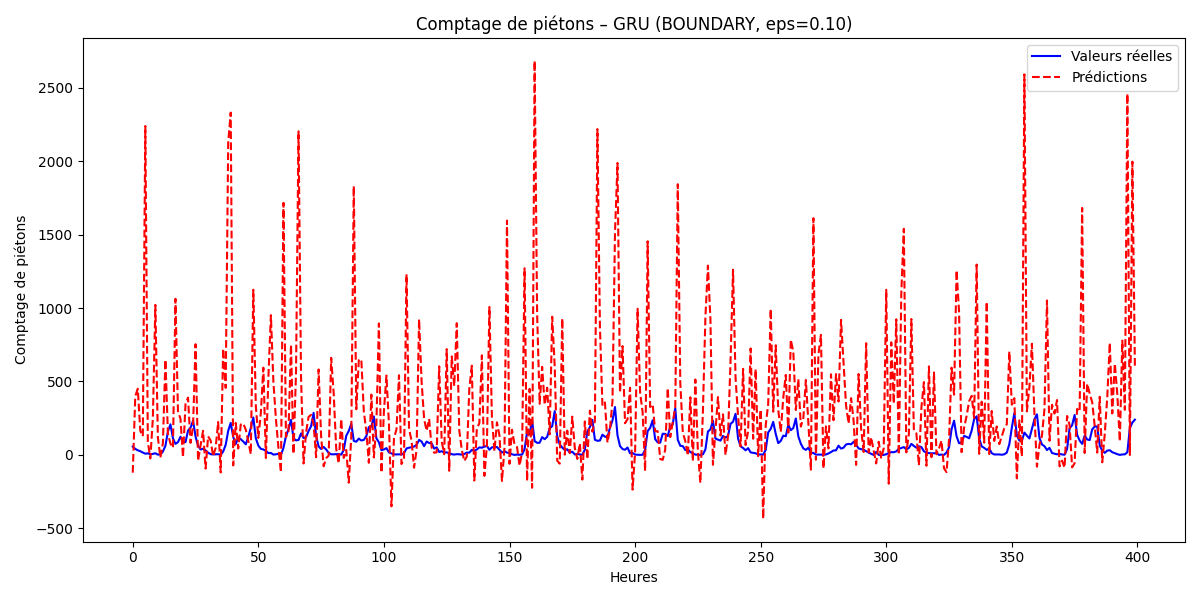 Comptage de piétons – GRU (BOUNDARY, eps=0.10)
Valeurs réelles
Prédictions
Comptage de piétons
2500
2000
1500
1000
500
0
−500
0 50 100 150 200 250 300 350 400
Heures